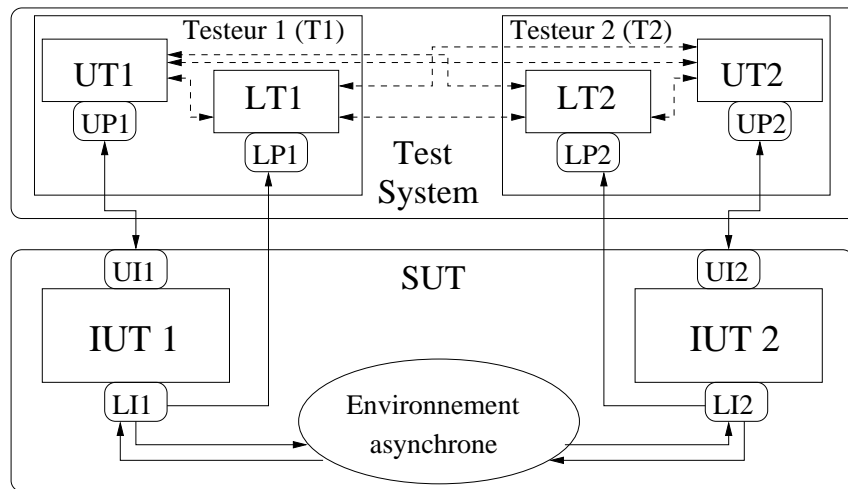 Testeur 1 (T1)
Testeur 2 (T2)
UT1
LT1
LT2
UT2
UP1
LP1
LP2
UP2
Test
System
UI1
SUT
UI2
IUT 1
IUT 2
LI1
LI2
Environnement
asynchrone